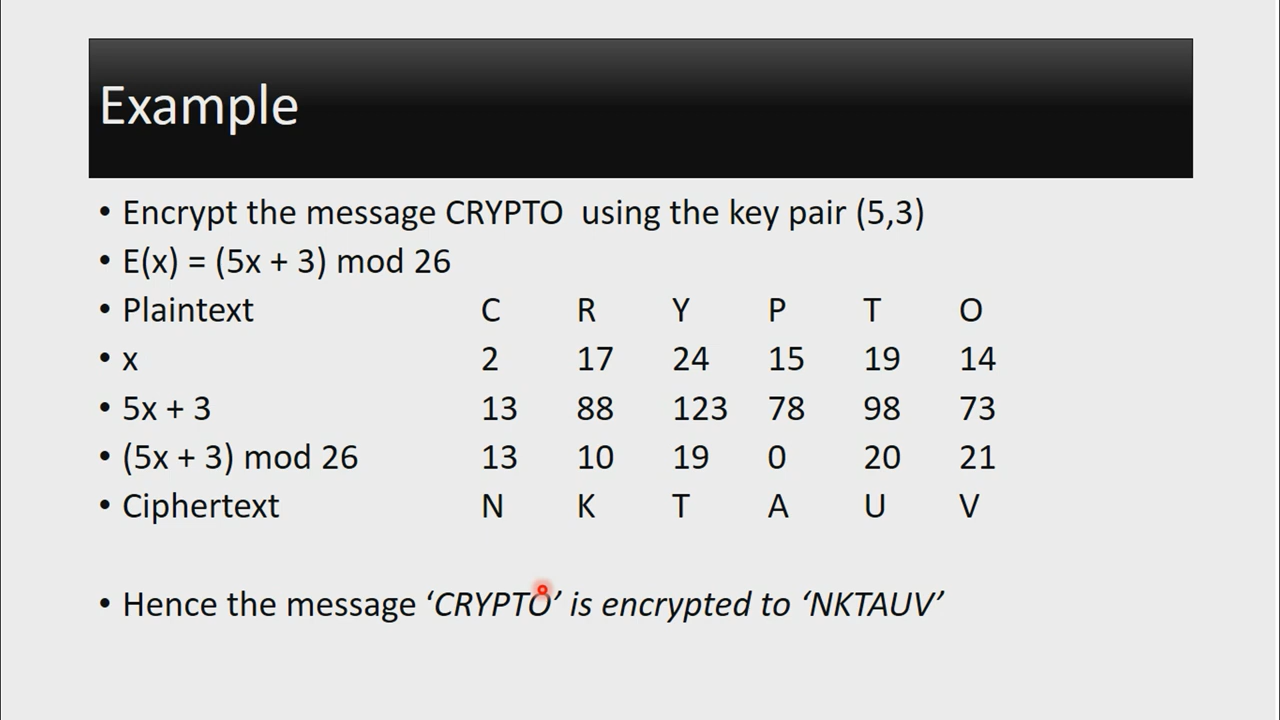 Example
• Encrypt the message CRYPTO using the key pair (5,3)
• E(x) = (5x + 3) mod 26
• Plaintext C R Y P T O
• x 2 17 24 15 19 14
• 5x + 3 13 88 123 78 98 73
• (5x + 3) mod 26 13 10 19 0 20 21
• Ciphertext N K T A U V
• Hence the message ‘CRYPTO’ is encrypted to ‘NKTAUV’